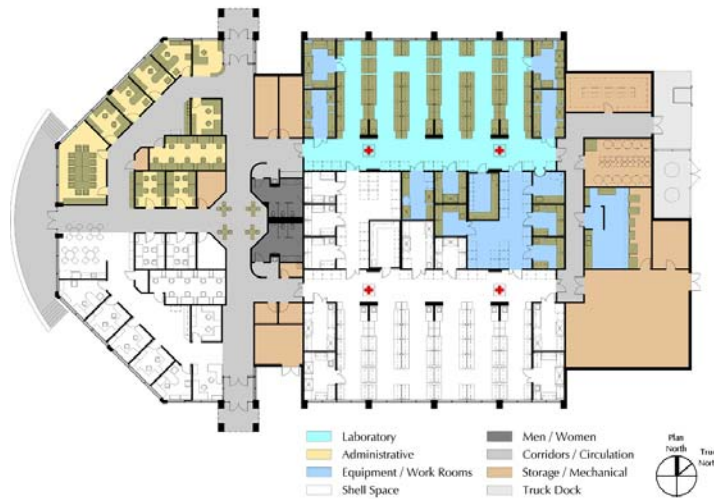 Laboratory
Administrative
Equipment / Work Rooms
Shell Space
Men / Women
Corridors / Circulation
Storage / Mechanical
Truck Dock
Plan
North